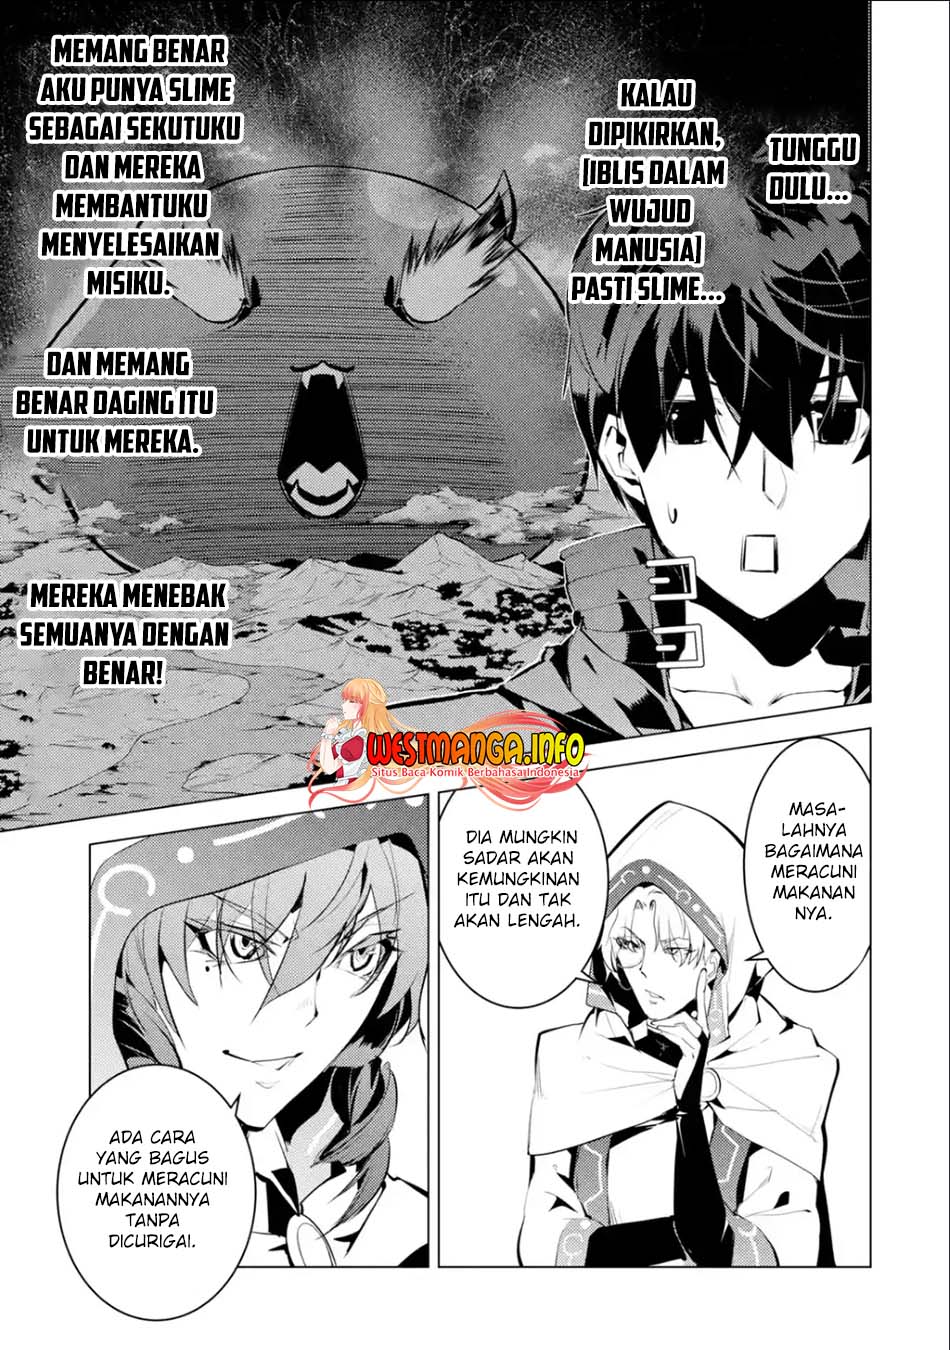 TUNGGU
DULU...
KALAU
DIPIKIRKAN,
[IBLIS DALAM
WUJUD
MANUSIA]
PASTI SLIME...
MEMANG BENAR
AKU PUNYA SLIME
SEBAGAI SEKUTUKU
DAN MEREKA
MEMBANTUKU
MENYELESAIKAN
MISIKU.
DAN MEMANG
BENAR DAGING ITU
UNTUK MEREKA.
MEREKA MENEBAK
SEMUANYA DENGAN
BENAR!
WESTMANGA.INFO
Situs Baca Komik Berbahasa Indonesia
MASA-
LAHNYA
BAGAIMANA
MERACUNI
MAKANAN
NYA.
DIA MUNGKIN
SADAR AKAN
KEMUNGKINAN
ITU DAN TAK
AKAN LENGAH.
ADA CARA
YANG BAGUS
UNTUK MERACUNI
MAKANANNYA
TANPA
DICURIGAI.